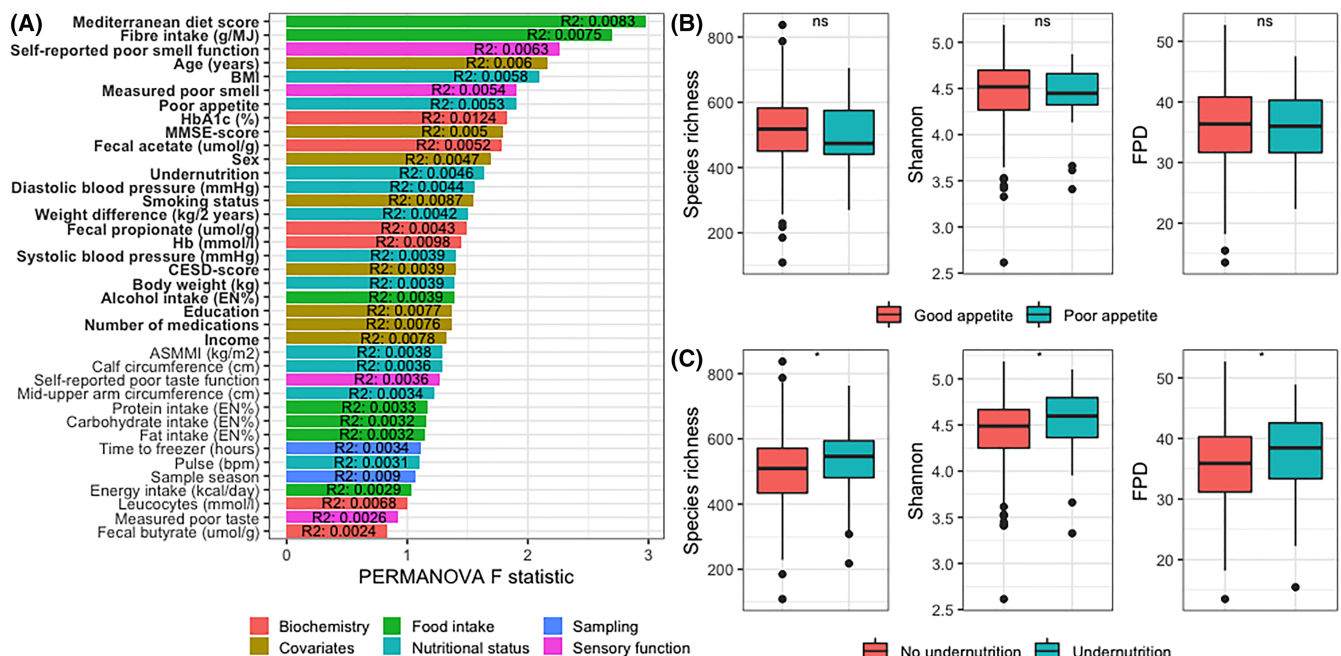 (A)
Mediterranean diet score R2: 0.0083
Fibre intake (g/MJ) R2: 0.0075
Self-reported poor smell function R2: 0.0063
Age (years) R2: 0.006
BMI R2: 0.0058
Measured poor smell R2: 0.0054
Poor appetite R2: 0.0053
HbA1c (%) R2: 0.0124
MMSE-score R2: 0.005
Fecal acetate (umol/g) R2: 0.0052
Sex R2: 0.0047
Undernutrition R2: 0.0046
Diastolic blood pressure (mmHg) R2: 0.0044
Smoking status R2: 0.0087
Weight difference (kg/2 years) R2: 0.0042
Fecal propionate (umol/g) R2: 0.0043
Hb (mmol/l) R2: 0.0098
Systolic blood pressure (mmHg) R2: 0.0039
CESD-score R2: 0.0039
Body weight (kg) R2: 0.0039
Alcohol intake (EN%) R2: 0.0039
Education R2: 0.0077
Number of medications R2: 0.0076
Income R2: 0.0078
ASMMI (kg/m2) R2: 0.0038
Calf circumference (cm) R2: 0.0036
Self-reported poor taste function R2: 0.0036
Mid-upper arm circumference (cm) R2: 0.0034
Protein intake (EN%) R2: 0.0033
Carbohydrate intake (EN%) R2: 0.0032
Fat intake (EN%) R2: 0.0032
Time to freezer (hours) R2: 0.0034
Pulse (bpm) R2: 0.0031
Sample season R2: 0.009
Energy intake (kcal/day) R2: 0.0029
Leucocytes (mmol/l) R2: 0.0068
Measured poor taste R2: 0.0026
Fecal butyrate (umol/g) R2: 0.0024
0 1 2 3
PERMANOVA F statistic
Biochemistry Food intake Sampling
Covariates Nutritional status Sensory function
(B)
Species richness
800
600
400
200
ns
Shannon
5.0
4.5
4.0
3.5
3.0
2.5
ns
FPD
50
40
30
20
ns
Good appetite Poor appetite
(C)
Species richness
800
600
400
200
*
Shannon
5.0
4.5
4.0
3.5
3.0
2.5
*
FPD
50
40
30
20
*
No undernutrition Undernutrition